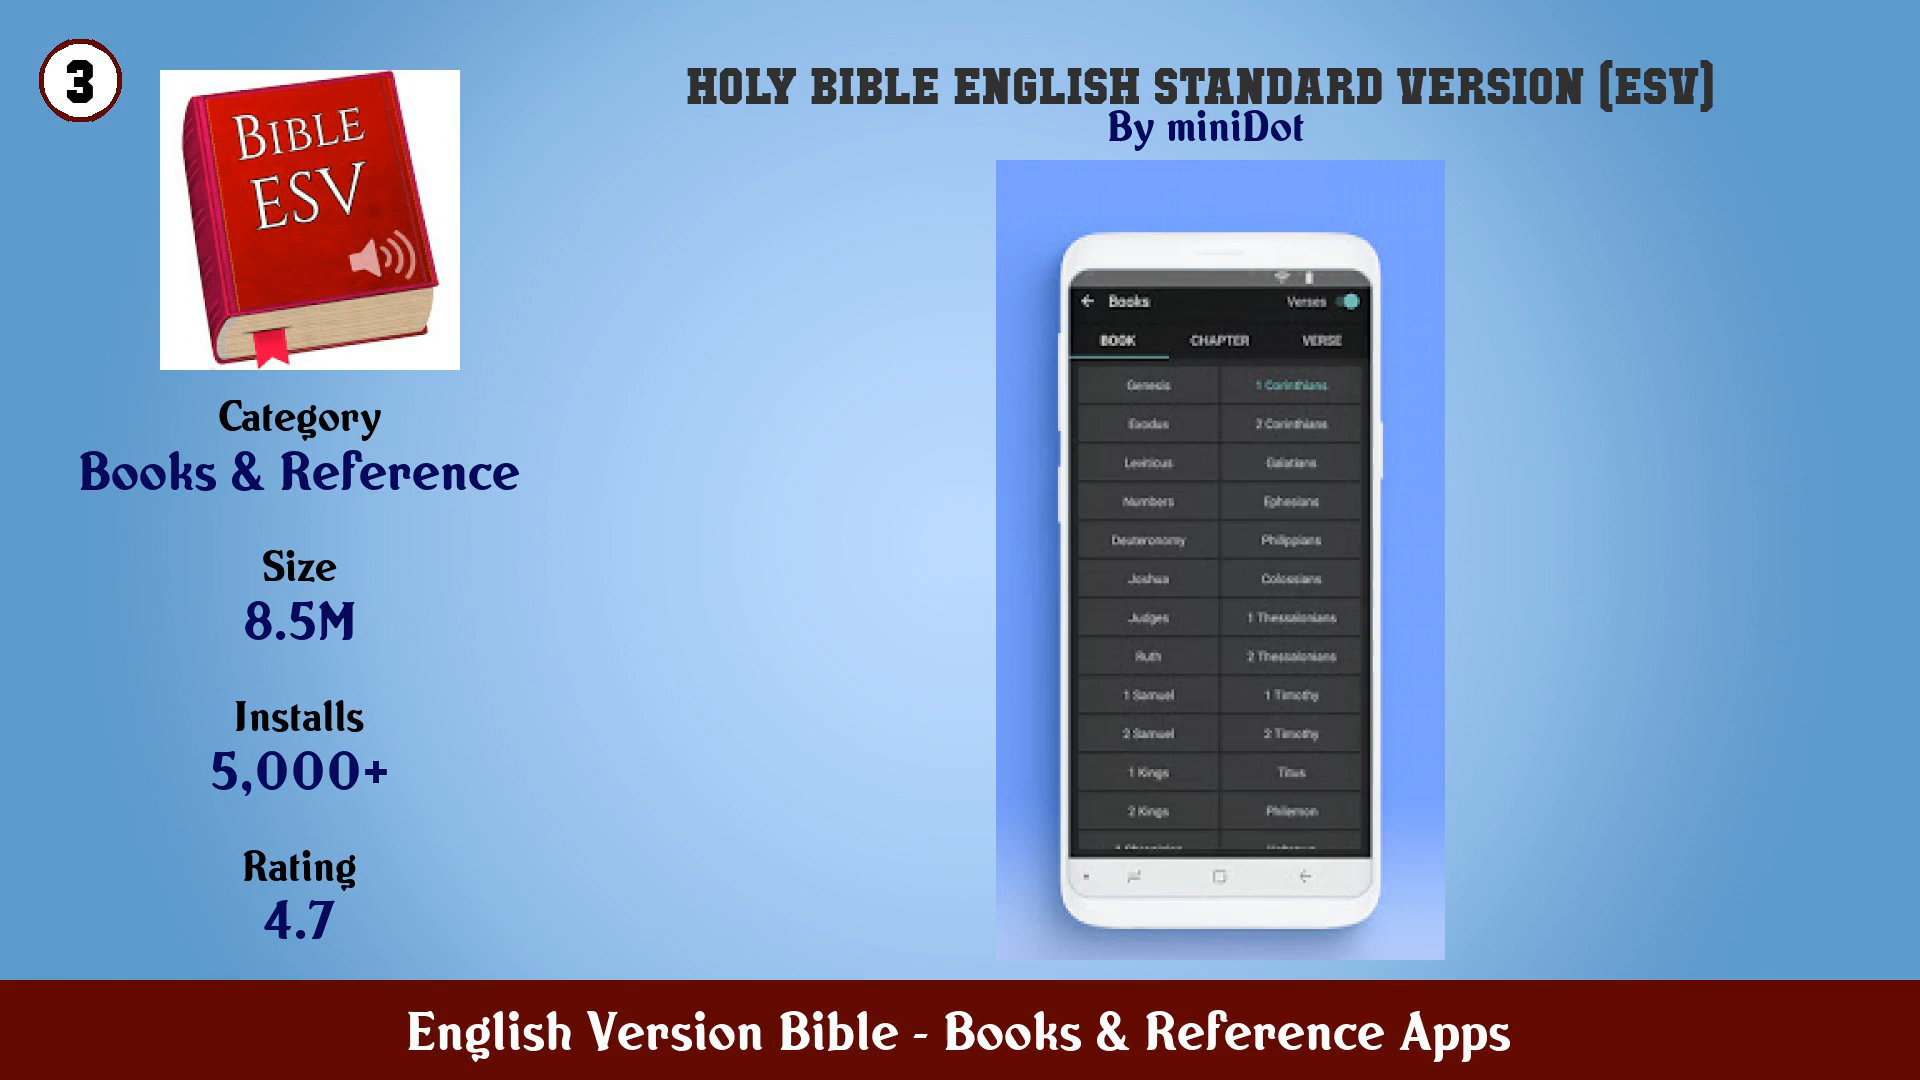 3
BIBLE
ESV
HOLY BIBLE ENGLISH STANDARD VERSION (ESV)
By miniDot
Category
Books & Reference
Size
8.5M
Installs
5,000+
Rating
4.7
Books Verses
BOOK CHAPTER VERSE
Genesis 1 Corinthians
Exodus 2 Corinthians
Leviticus Galatians
Numbers Ephesians
Deuteronomy Philippians
Joshua Colossians
Judges 1 Thessalonians
Ruth 2 Thessalonians
1 Samuel 1 Timothy
2 Samuel 2 Timothy
1 Kings Titus
2 Kings Philemon
English Version Bible - Books & Reference Apps